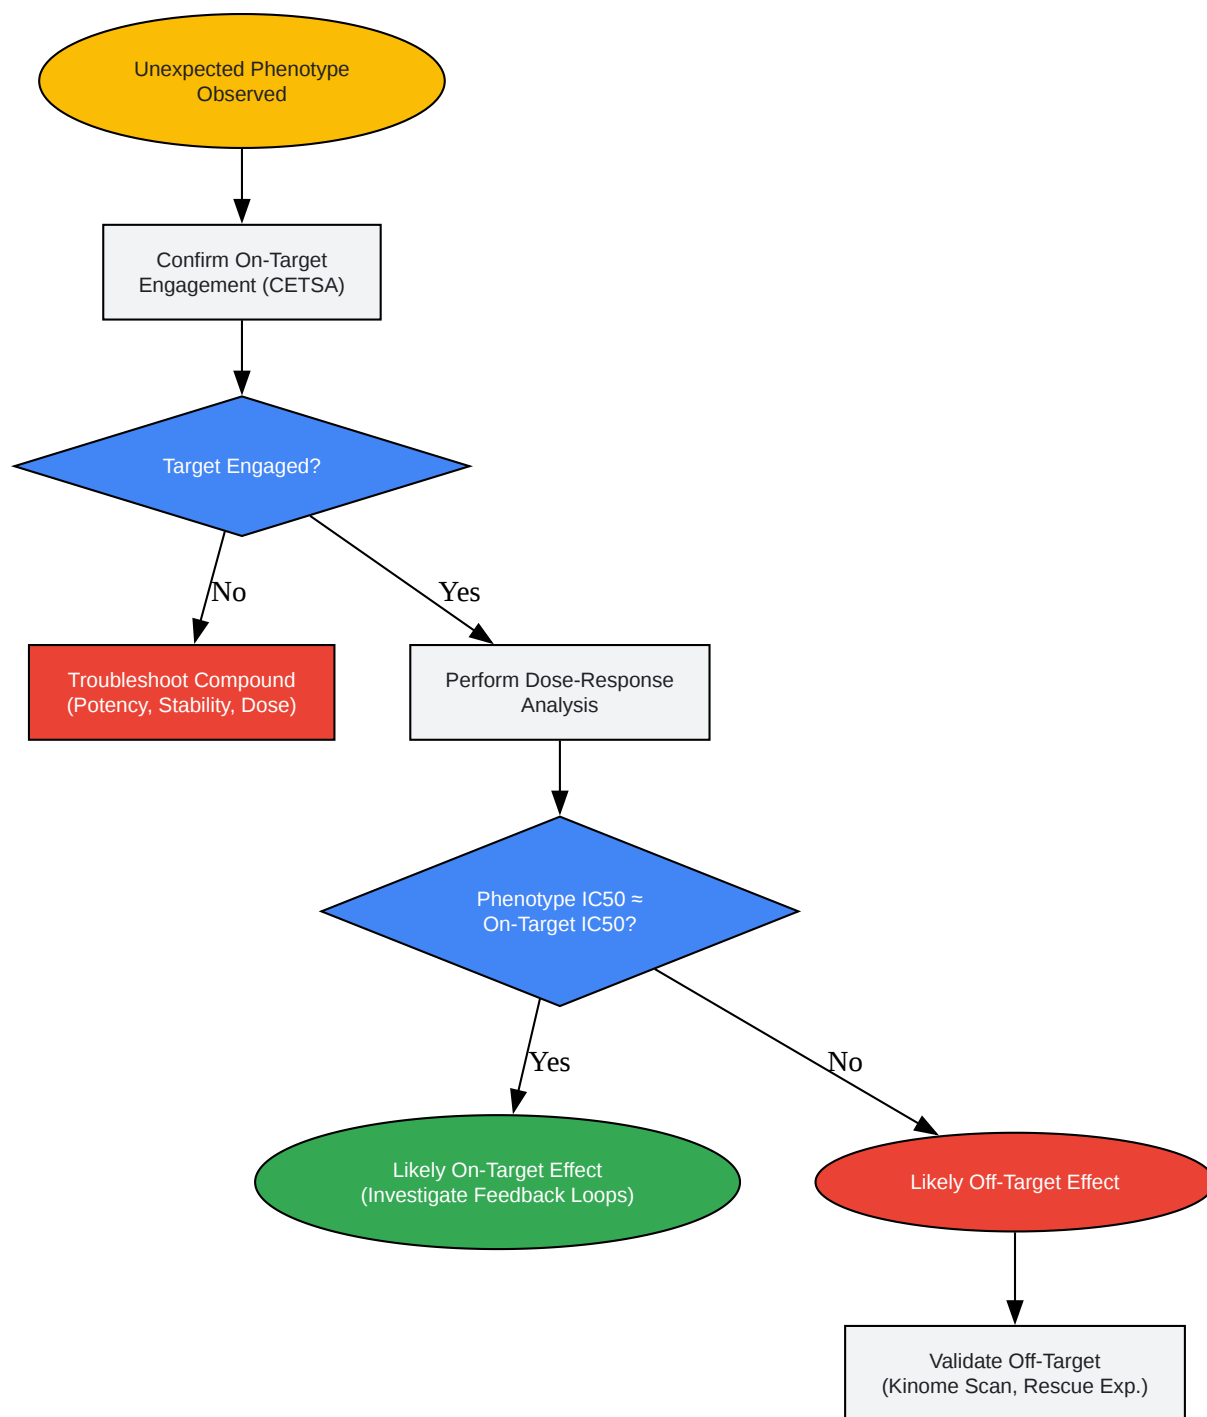 Unexpected Phenotype
Observed
Confirm On-Target
Engagement (CETSA)
Target Engaged?
No
Yes
Troubleshoot Compound
(Potency, Stability, Dose)
Perform Dose-Response
Analysis
Phenotype IC50 ≈
On-Target IC50?
Yes
No
Likely On-Target Effect
(Investigate Feedback Loops)
Likely Off-Target Effect
Validate Off-Target
(Kinome Scan, Rescue Exp.)